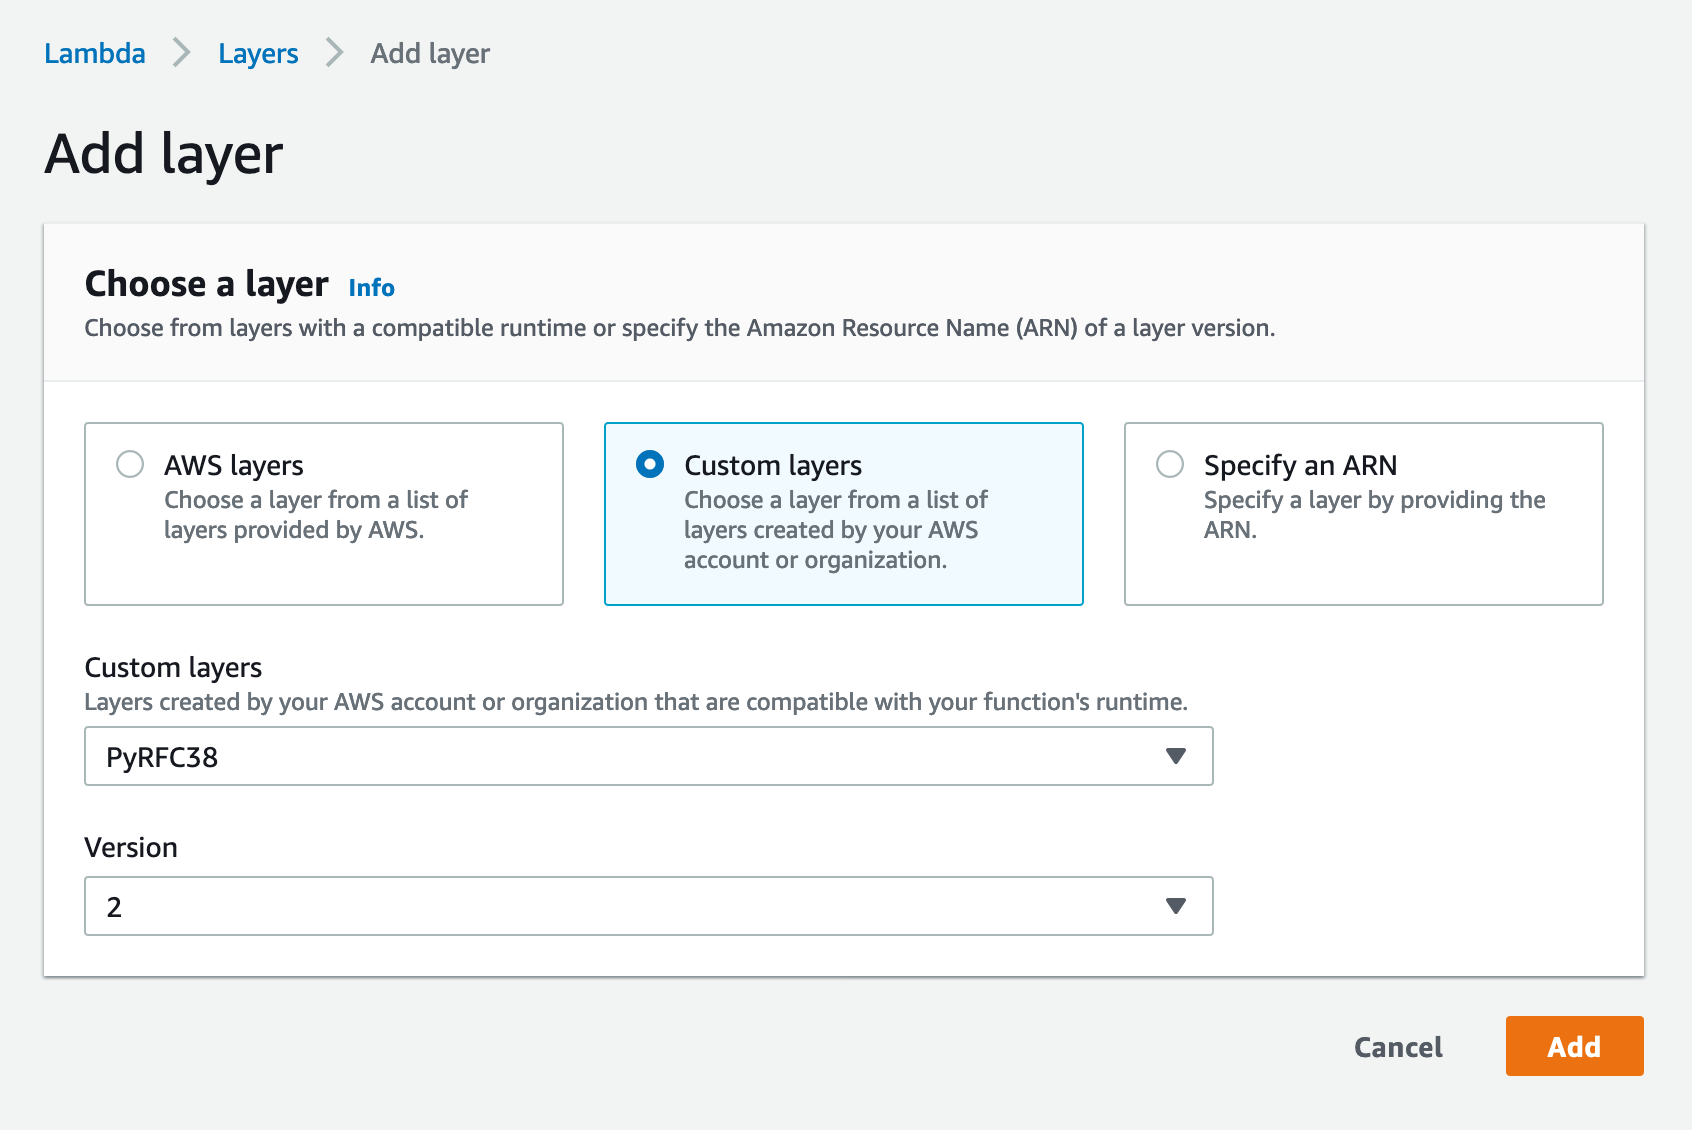 Lambda Layers Add layer
Add layer
Choose a layer Info
Choose from layers with a compatible runtime or specify the Amazon Resource Name (ARN) of a layer version.
AWS layers
Choose a layer from a list of
layers provided by AWS.
Custom layers
Choose a layer from a list of
layers created by your AWS
account or organization.
Specify an ARN
Specify a layer by providing the
ARN.
Custom layers
Layers created by your AWS account or organization that are compatible with your function's runtime.
PyRFC38
Version
2
Cancel Add